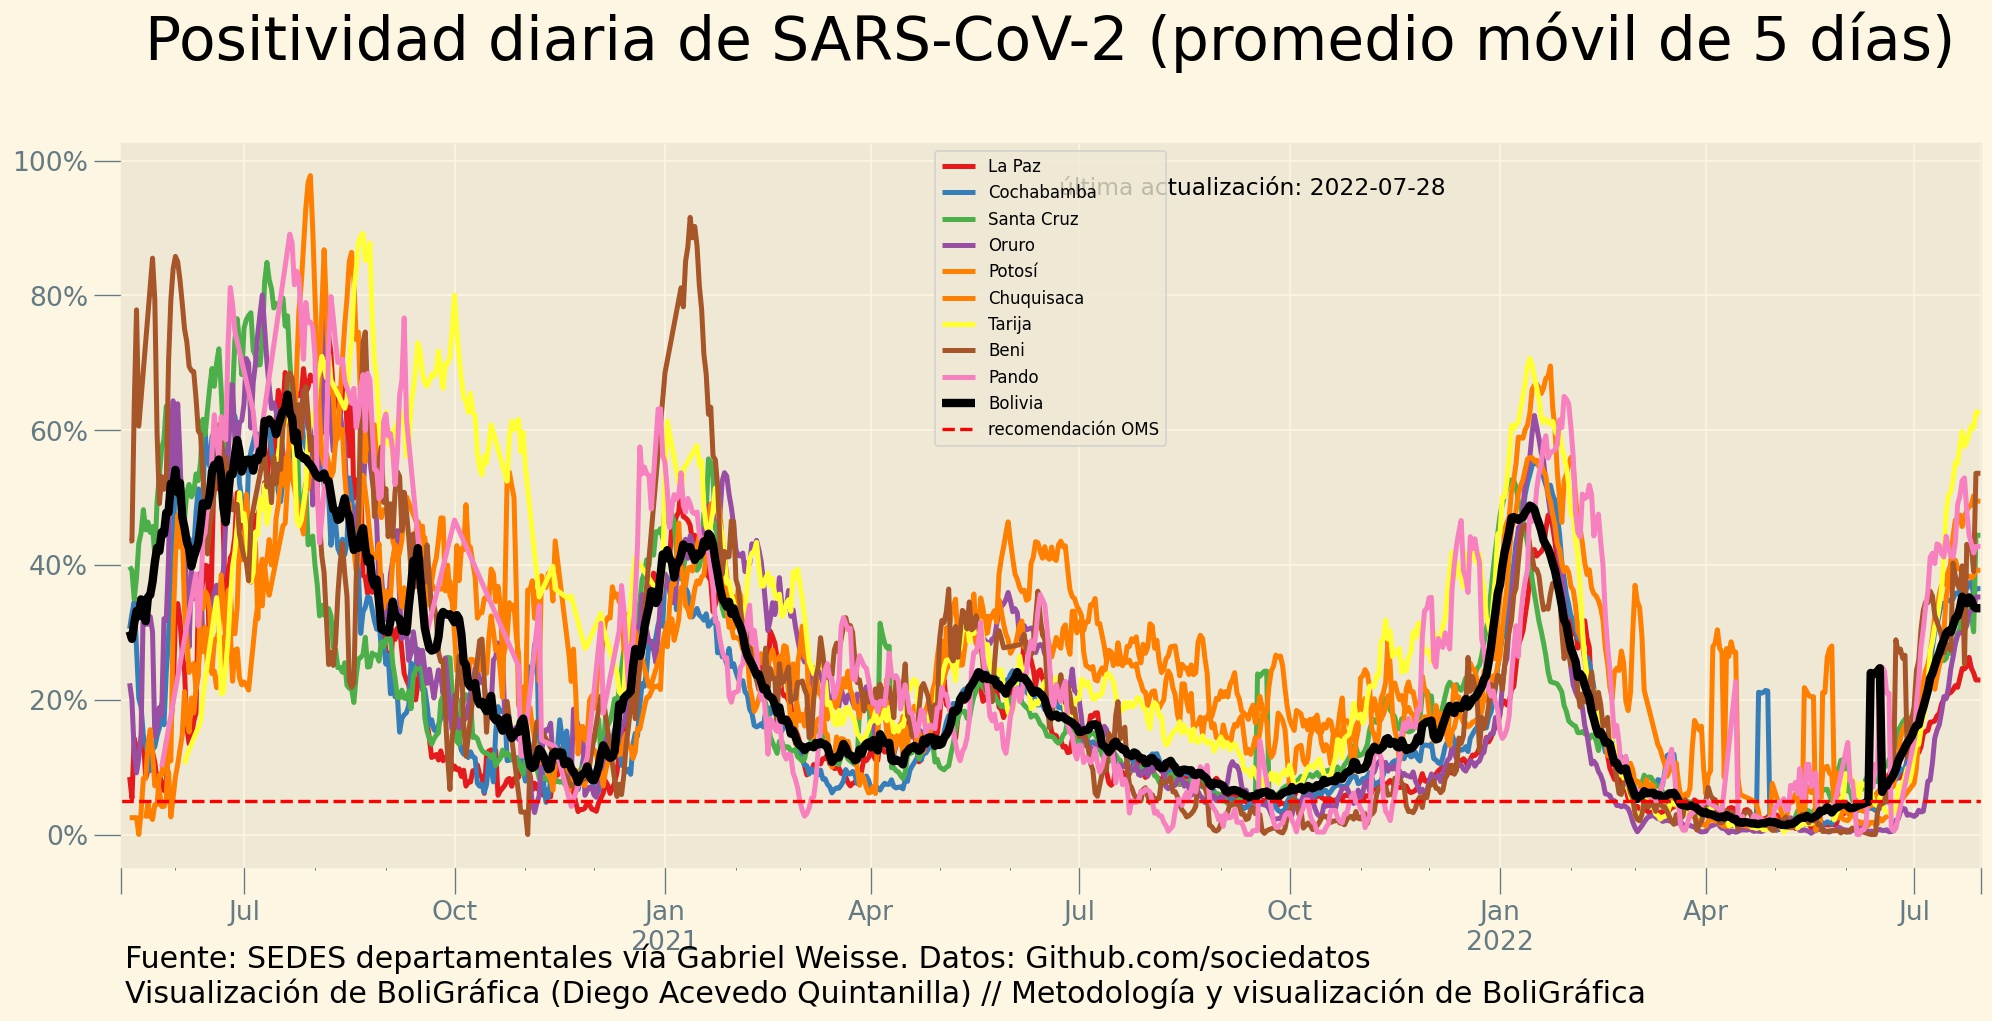 Positividad diaria de SARS-CoV-2 (promedio móvil de 5 días)
última actualización: 2022-07-28
La Paz
Cochabamba
Santa Cruz
Oruro
Potosí
Chuquisaca
Tarija
Beni
Pando
Bolivia
recomendación OMS
100%
80%
60%
40%
20%
0%
Jul
Oct
Jan
2021
Apr
Jul
Oct
Jan
2022
Apr
Jul
Fuente: SEDES departamentales vía Gabriel Weisse. Datos: Github.com/sociedatos
Visualización de BoliGráfica (Diego Acevedo Quintanilla) // Metodología y visualización de BoliGráfica